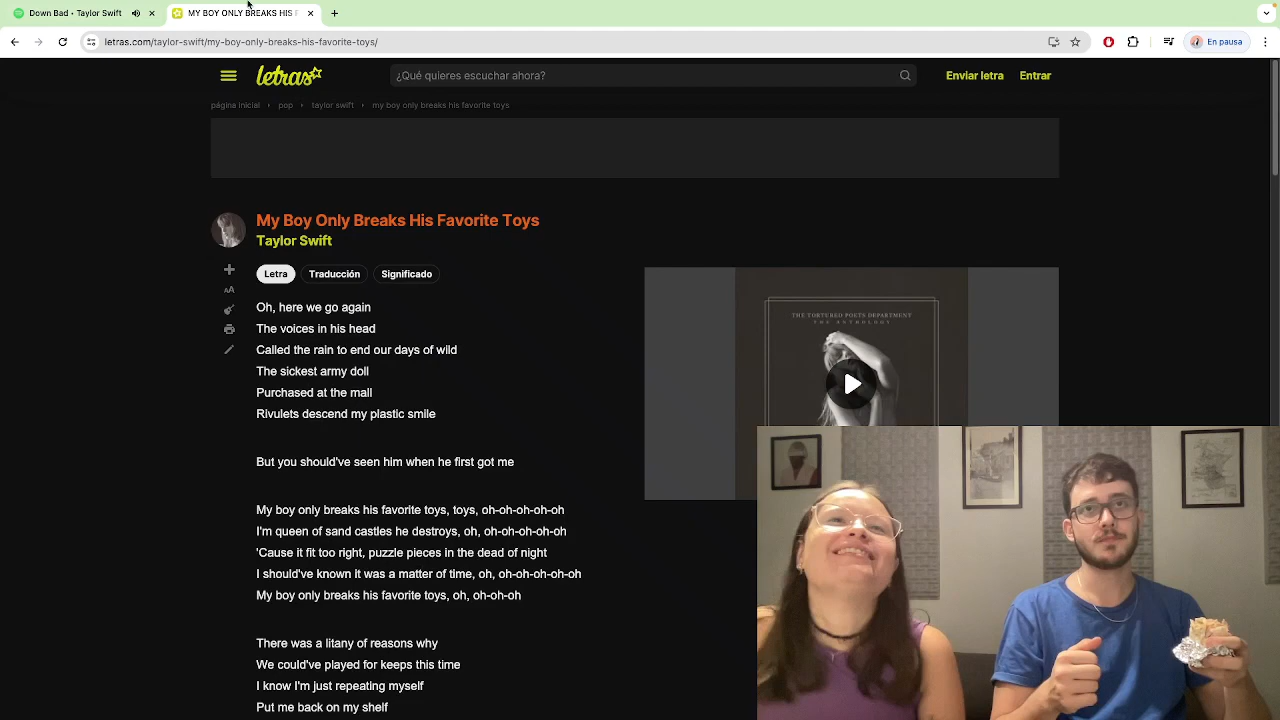 Down Bad • Taylor Swift
MY BOY ONLY BREAKS HIS F
letras.com/taylor-swift/my-boy-only-breaks-his-favorite-toys/
En pausa
letras
¿Qué quieres escuchar ahora?
Enviar letra
Entrar
página inicial › pop › taylor swift › my boy only breaks his favorite toys
My Boy Only Breaks His Favorite Toys
Taylor Swift
Letra
Traducción
Significado
AA
Oh, here we go again
The voices in his head
Called the rain to end our days of wild
The sickest army doll
Purchased at the mall
Rivulets descend my plastic smile
But you should've seen him when he first got me
My boy only breaks his favorite toys, toys, oh-oh-oh-oh-oh
I'm queen of sand castles he destroys, oh, oh-oh-oh-oh-oh
'Cause it fit too right, puzzle pieces in the dead of night
I should've known it was a matter of time, oh, oh-oh-oh-oh-oh
My boy only breaks his favorite toys, oh, oh-oh-oh
There was a litany of reasons why
We could've played for keeps this time
I know I'm just repeating myself
Put me back on my shelf
THE TORTURED POETS DEPARTMENT
THE ANTHOLOGY